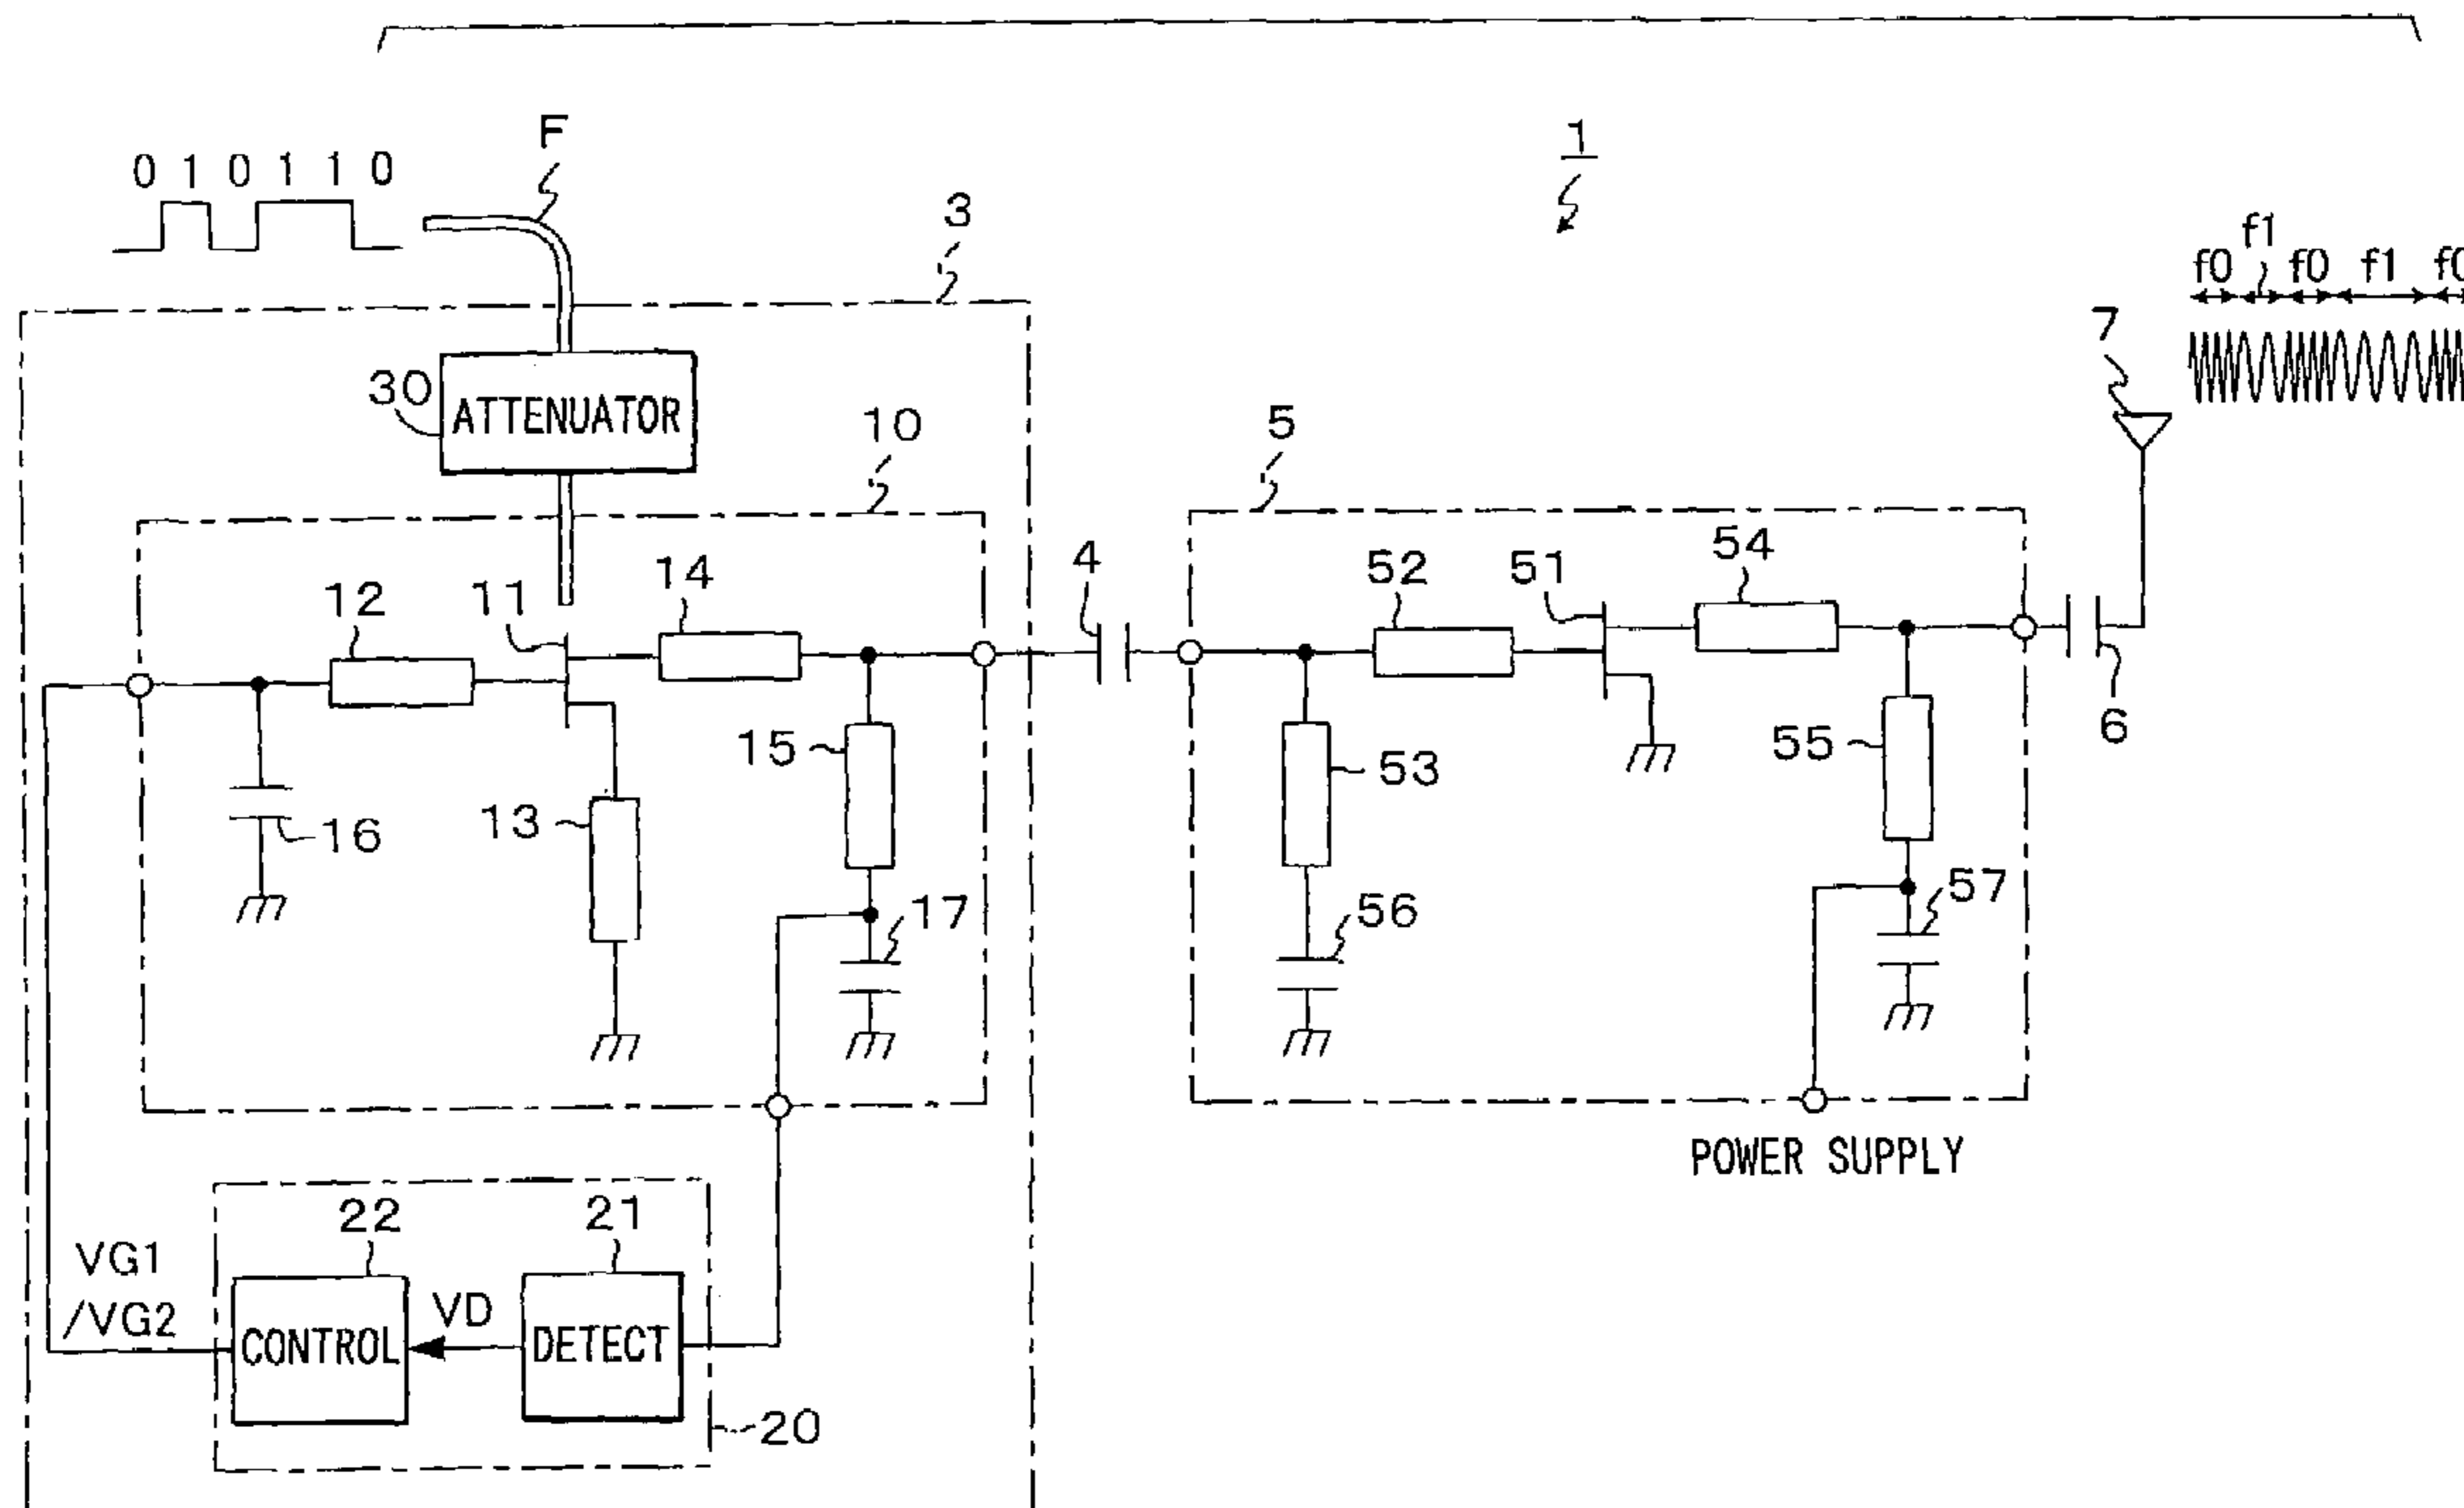 F
1
0 1 0 1 1 0
3
f1
f0 f0 f1 f0
7
30
ATTENUATOR
10
5
4
54
52
51
14
12
11
15
55
6
53
13
16
57
17
56
POWER SUPPLY
22
21
VG1
/VG2
VD
CONTROL
DETECT
20